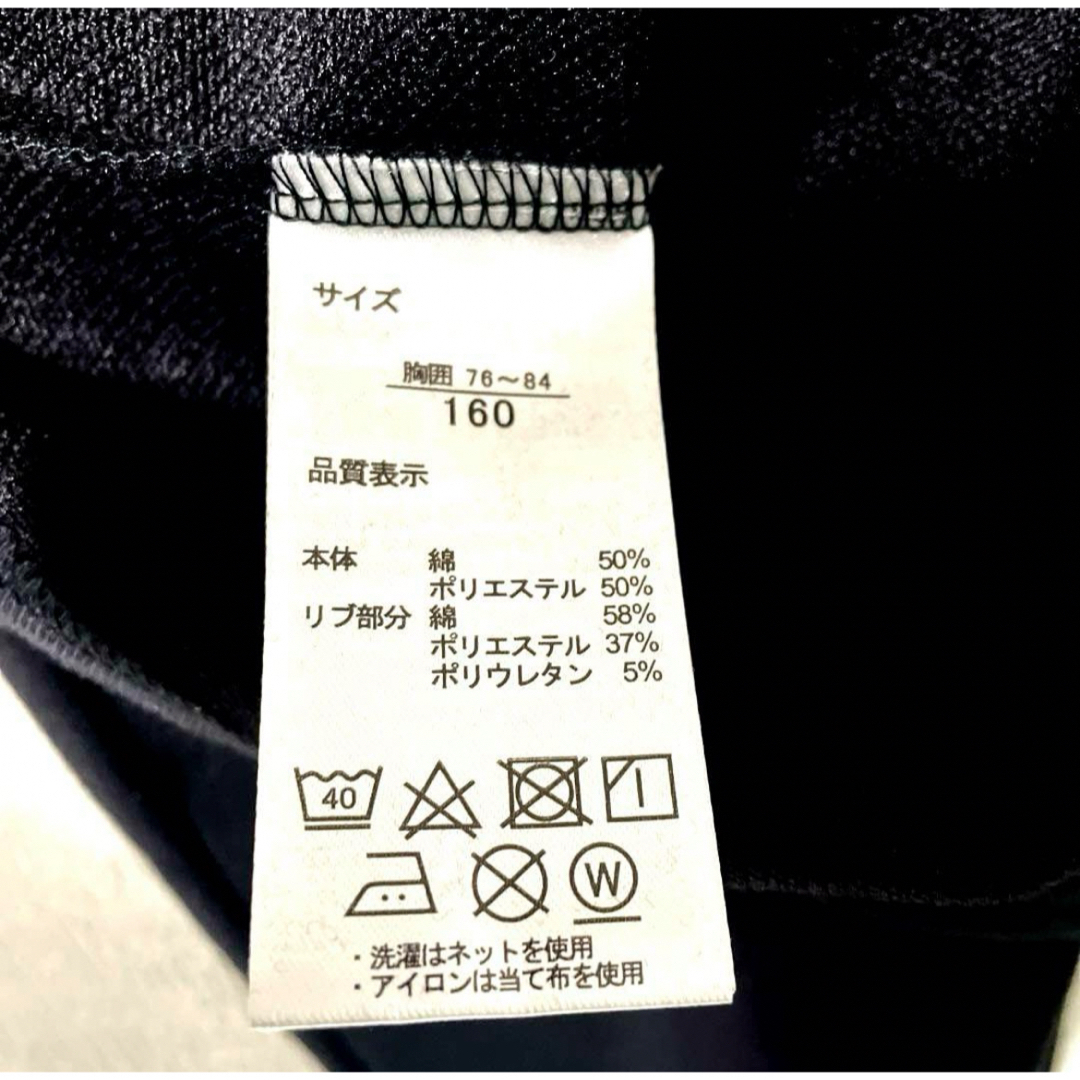 サイズ
胸囲 76～84
160
品質表示
本体 綿 50%
ポリエステル 50%
リブ部分 綿 58%
ポリエステル 37%
ポリウレタン 5%
40
W
・洗濯はネットを使用
・アイロンは当て布を使用